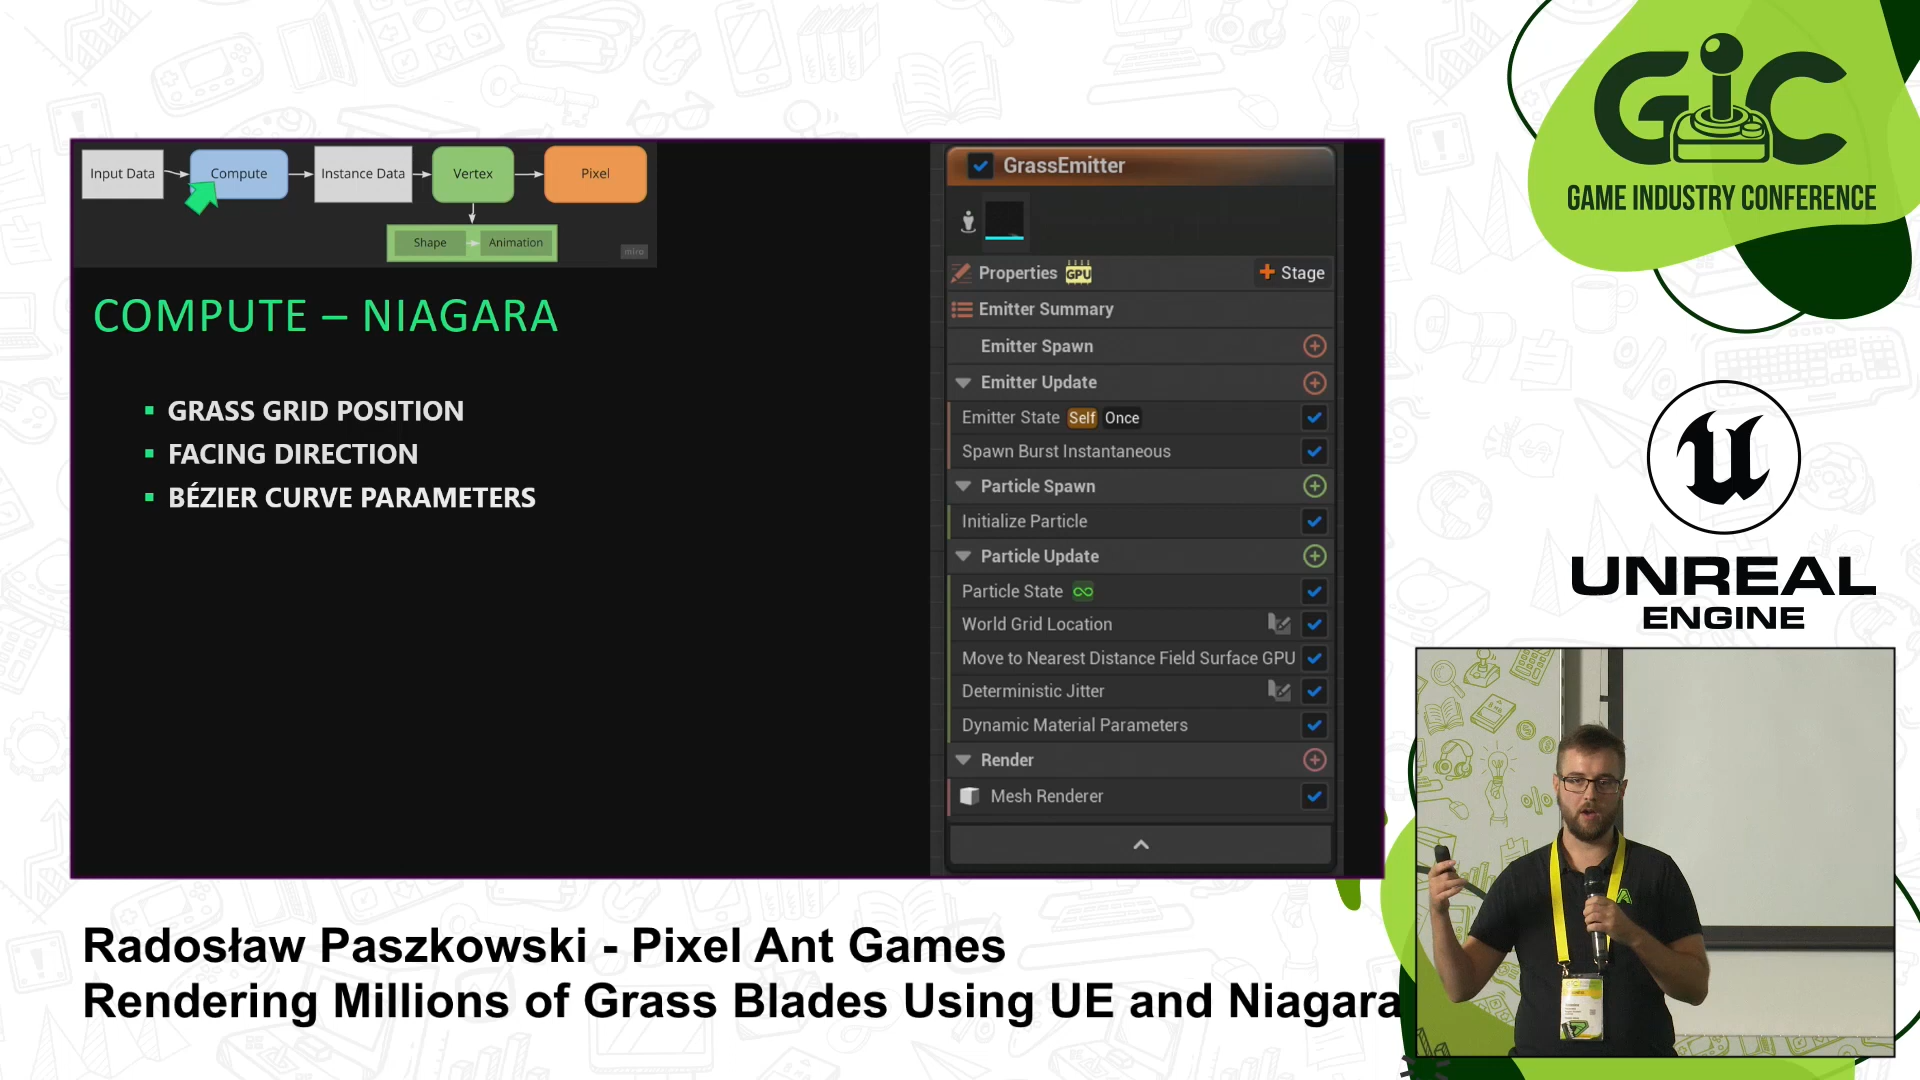 Input Data
Compute
Instance Data
Vertex
Pixel
Shape
Animation
miro
COMPUTE – NIAGARA
GRASS GRID POSITION
FACING DIRECTION
BÉZIER CURVE PARAMETERS
GrassEmitter
Properties GPU
Stage
Emitter Summary
Emitter Spawn
Emitter Update
Emitter State Self Once
Spawn Burst Instantaneous
Particle Spawn
Initialize Particle
Particle Update
Particle State
World Grid Location
Move to Nearest Distance Field Surface GPU
Deterministic Jitter
Dynamic Material Parameters
Render
Mesh Renderer
GIC
GAME INDUSTRY CONFERENCE
UNREAL
ENGINE
Radosław Paszkowski - Pixel Ant Games
Rendering Millions of Grass Blades Using UE and Niagara